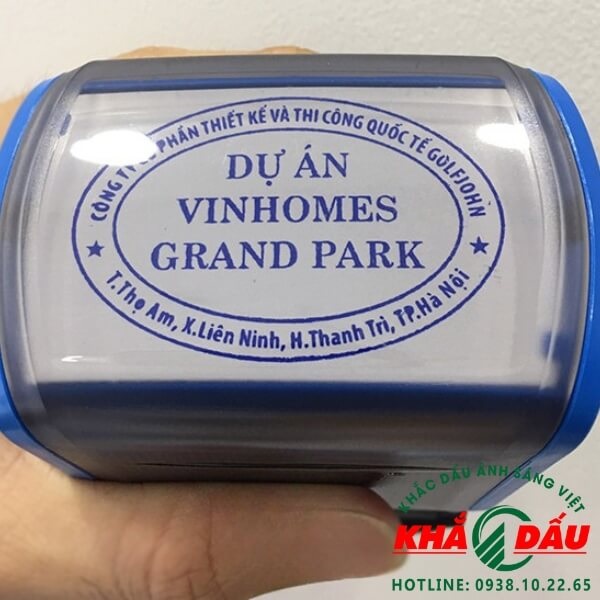 CÔNG TY CỔ PHẦN THIẾT KẾ VÀ THI CÔNG QUỐC TẾ GOLFJOHN
DỰ ÁN
VINHOMES
GRAND PARK
T.Thọ Am, X.Liên Ninh, H.Thanh Trì, TP.Hà Nội
KHẮC DẤU ÁNH SÁNG VIỆT
KHẮC DẤU
HOTLINE: 0938.10.22.65